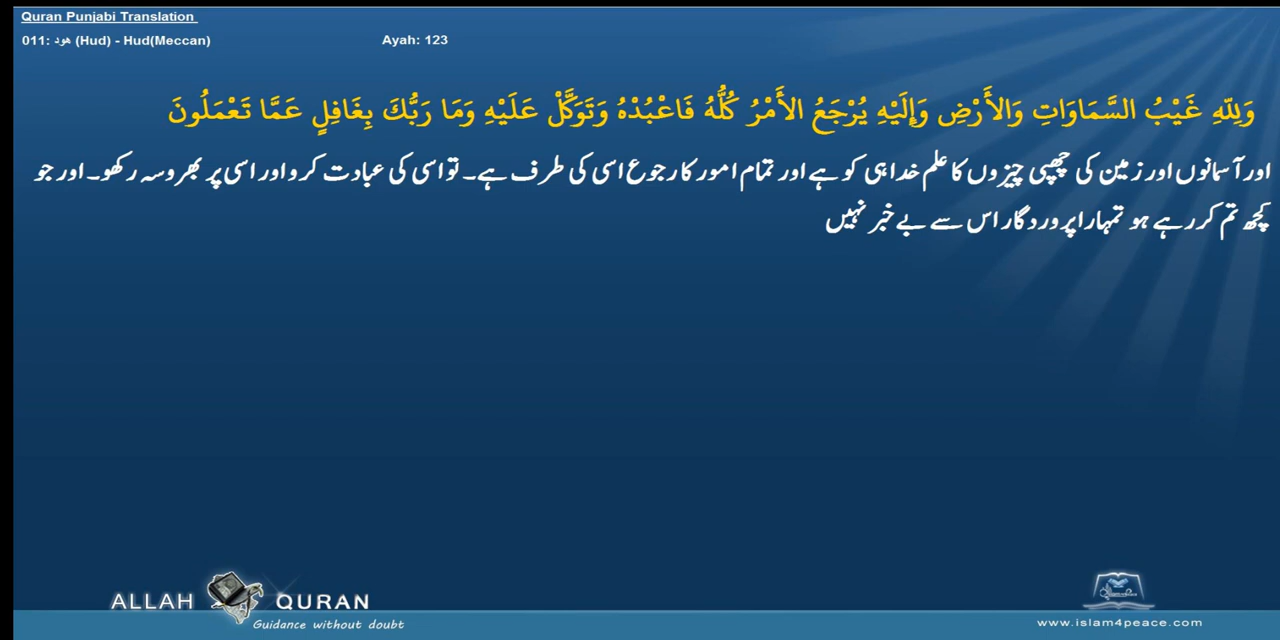 Quran Punjabi Translation
011: هود (Hud) - Hud(Meccan)
Ayah: 123
وَلِلّهِ غَيْبُ السَّمَاوَاتِ وَالأَرْضِ وَإِلَيْهِ يُرْجَعُ الأَمْرُ كُلُّهُ فَاعْبُدْهُ وَتَوَكَّلْ عَلَيْهِ وَمَا رَبُّكَ بِغَافِلٍ عَمَّا تَعْمَلُونَ
اور آسمانوں اور زمین کی چھپی چیزوں کا علم خدا ہی کو ہے اور تمام امور کا رجوع اسی کی طرف ہے۔ تو اسی کی عبادت کرو اور اسی پر بھروسہ رکھو۔ اور جو
کچھ تم کر رہے ہو تمہارا پروردگار اس سے بے خبر نہیں
ALLAH QURAN
Guidance without doubt
www.islam4peace.com